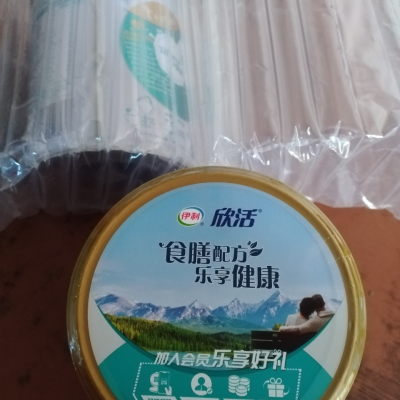 伊利 欣活
食膳配方
乐享健康
加入会员 乐享好礼